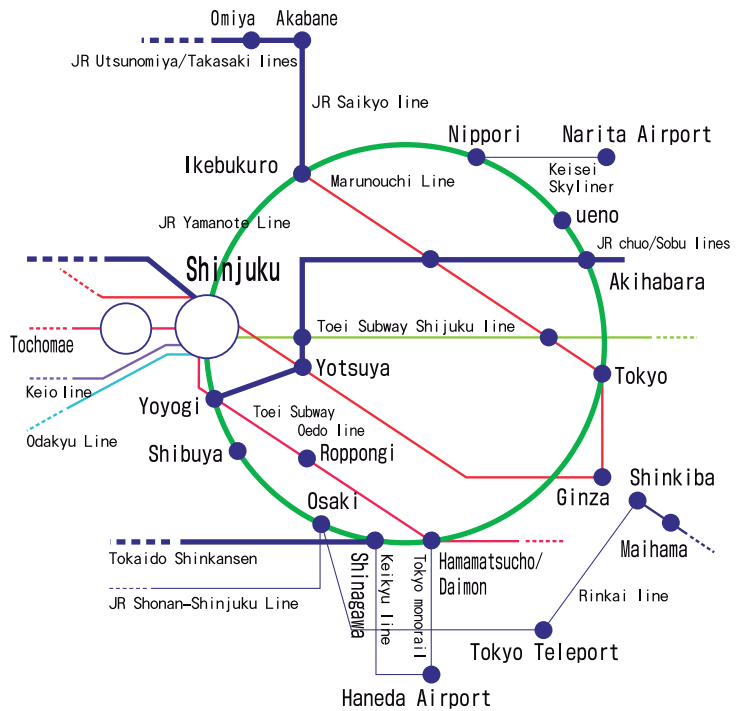 Omiya
Akabane
JR Utsunomiya/Takasaki lines
JR Saikyo line
Nippori
Narita Airport
Ikebukuro
Marunouchi Line
Keisei
Skyliner
ueno
JR Yamanote Line
JR chuo/Sobu lines
Shinjuku
Akihabara
Toei Subway Shijuku line
Tochomae
Yotsuya
Tokyo
Keio line
Yoyogi
Toei Subway
Oedo line
Odakyu Line
Shibuya
Roppongi
Osaki
Ginza
Shinkiba
Maihama
Tokaido Shinkansen
Shinagawa
Keikyu line
Tokyo monorail
Hamamatsucho/
Daimon
JR Shonan-Shinjuku Line
Rinkai line
Tokyo Teleport
Haneda Airport